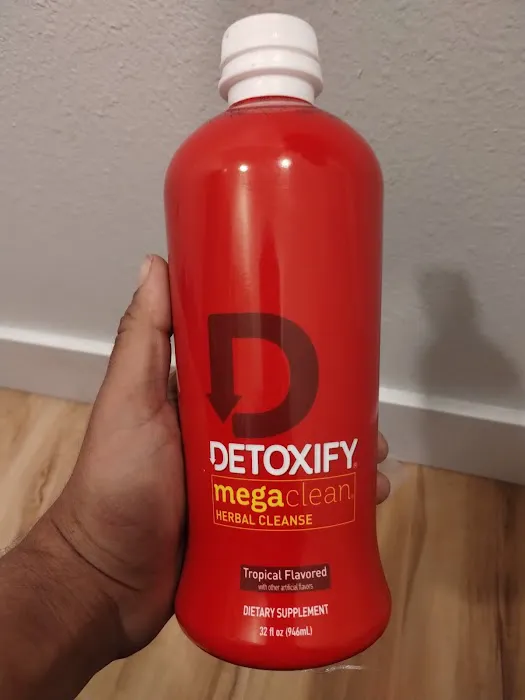 DETOXIFY
megaclean
HERBAL CLEANSE
Tropical Flavored
with other artificial flavors
DIETARY SUPPLEMENT
32 fl oz (946mL)